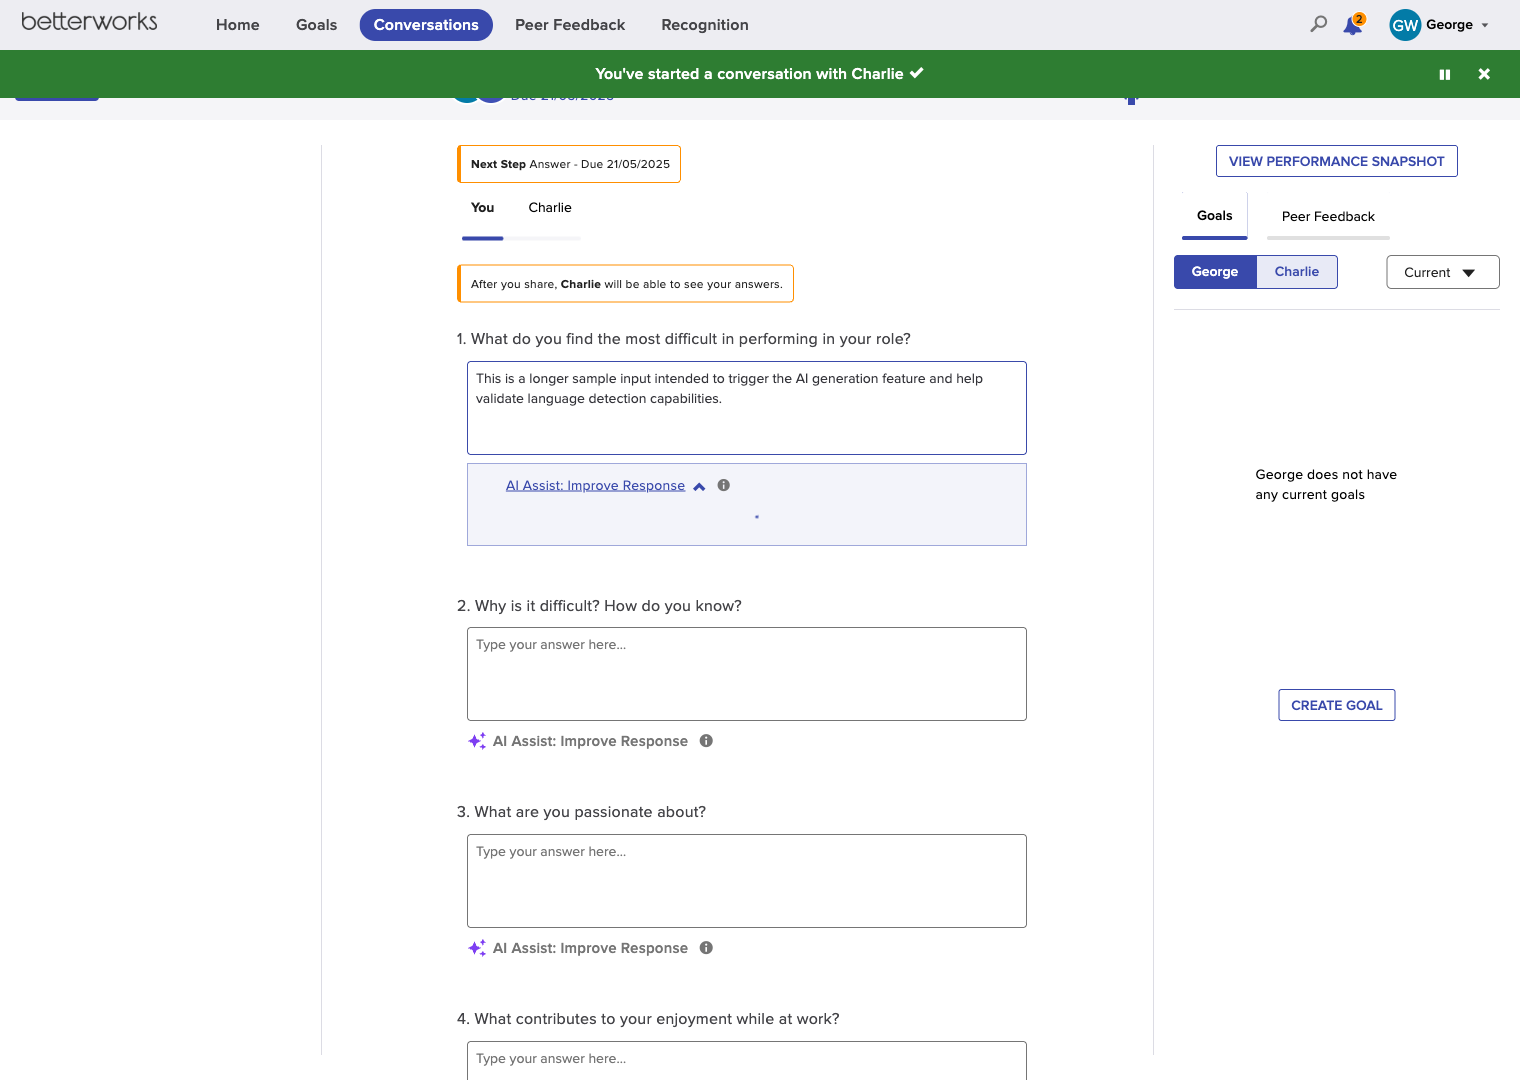 betterworks
Home
Goals
Conversations
Peer Feedback
Recognition
2
GW
George
You've started a conversation with Charlie
Next Step Answer - Due 21/05/2025
You
Charlie
After you share, Charlie will be able to see your answers.
1. What do you find the most difficult in performing in your role?
This is a longer sample input intended to trigger the AI generation feature and help
validate language detection capabilities.
AI Assist: Improve Response
2. Why is it difficult? How do you know?
Type your answer here...
AI Assist: Improve Response
3. What are you passionate about?
Type your answer here...
AI Assist: Improve Response
4. What contributes to your enjoyment while at work?
Type your answer here...
VIEW PERFORMANCE SNAPSHOT
Goals
Peer Feedback
George
Charlie
Current
George does not have
any current goals
CREATE GOAL